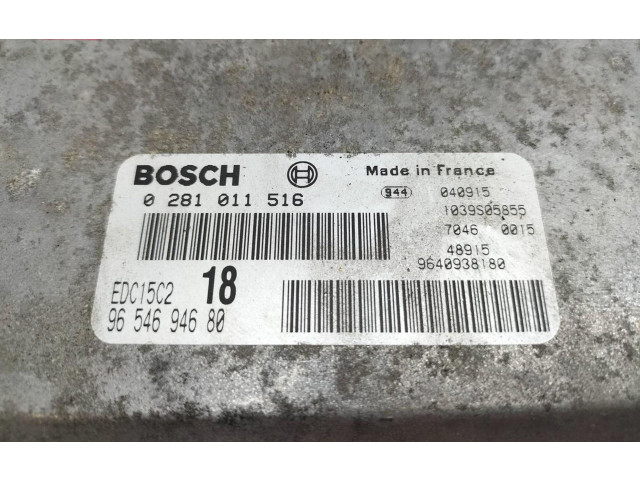 BOSCH Made in France
0 281 011 516 944 040915
1039S05855
7046 0015
48915
9640938180
EDC15C2 18
96 546 946 80